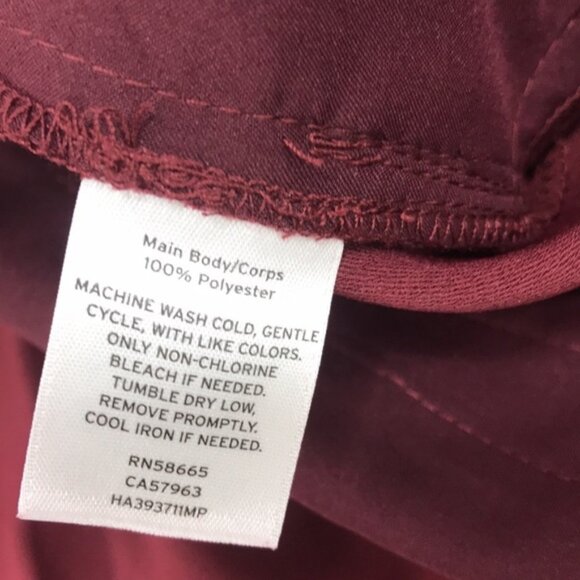 Main Body/Corps
100% Polyester
MACHINE WASH COLD, GENTLE
CYCLE, WITH LIKE COLORS.
ONLY NON-CHLORINE
BLEACH IF NEEDED.
TUMBLE DRY LOW,
REMOVE PROMPTLY.
COOL IRON IF NEEDED.
RN58665
CA57963
HA393711MP